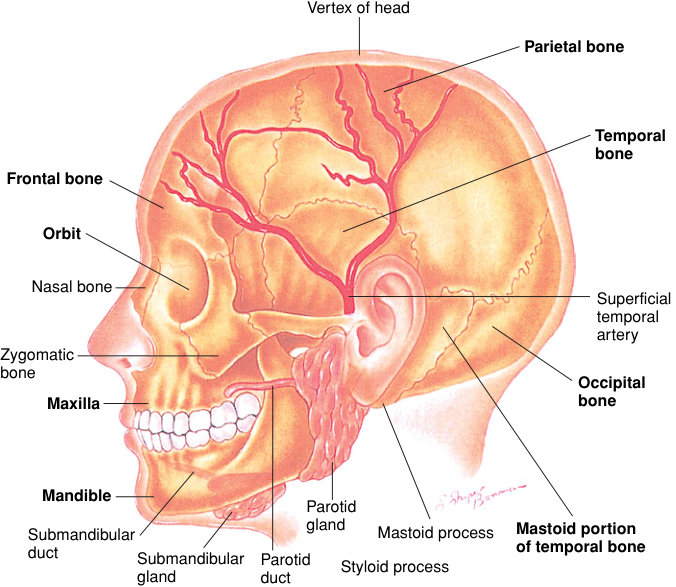 Vertex of head
Parietal bone
Temporal
bone
Frontal bone
Orbit
Nasal bone
Superficial
temporal
artery
Zygomatic
bone
Occipital
bone
Maxilla
Mandible
Parotid
gland
Mastoid process
Mastoid portion
of temporal bone
Submandibular
duct
Submandibular
gland
Parotid
duct
Styloid process